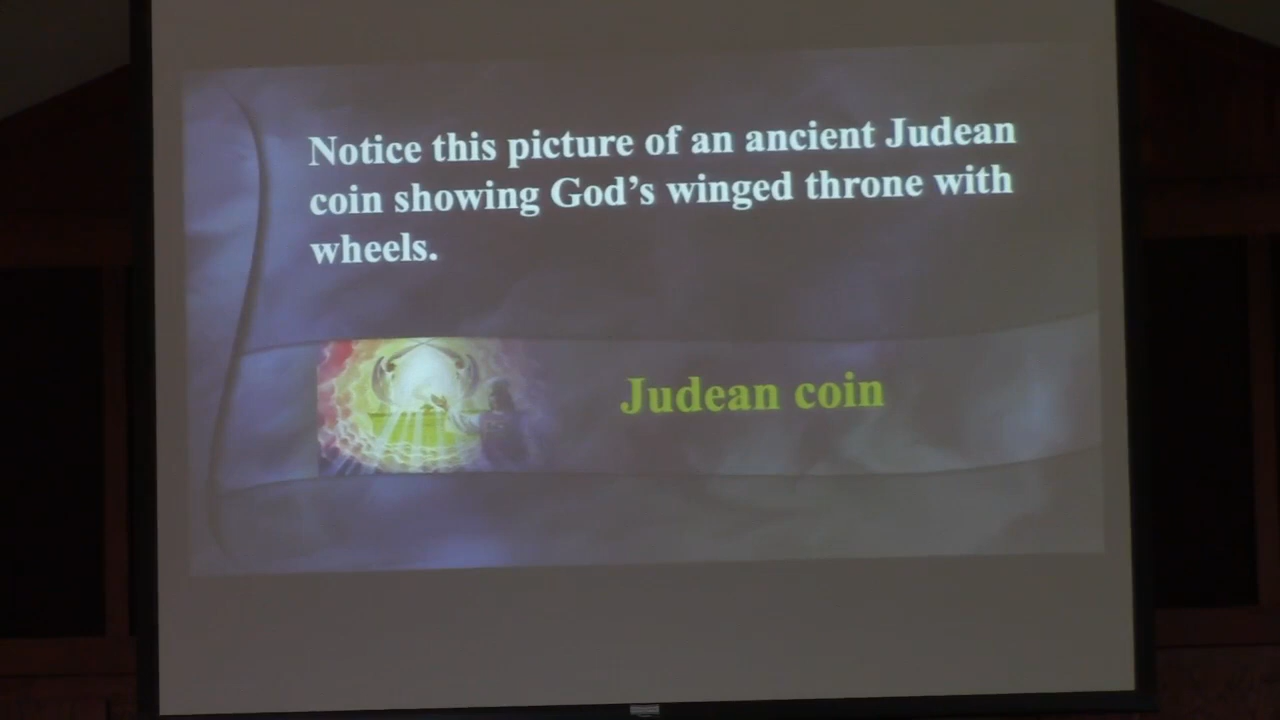 Notice this picture of an ancient Judean
coin showing God's winged throne with
wheels.
Judean coin